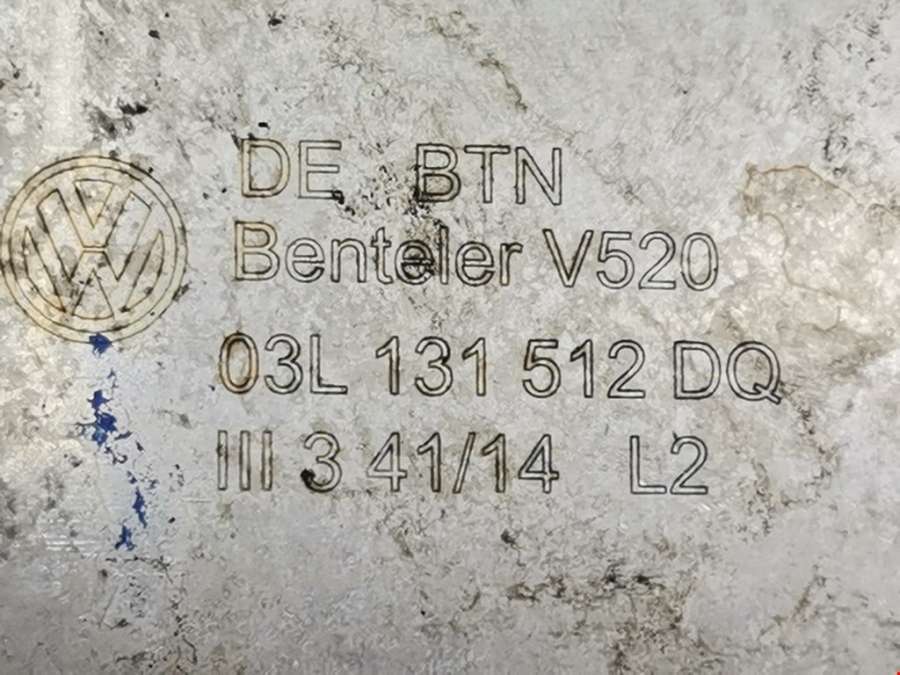 DE BTN
Benteler V520
03L 131 512 DQ
III 3 41/14 L2